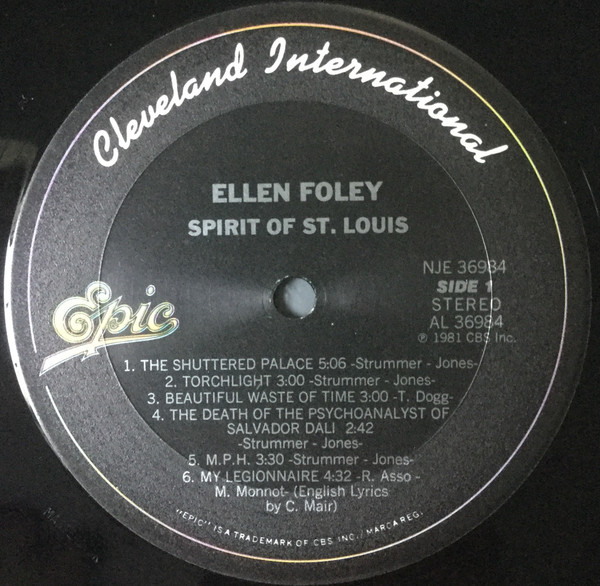 Cleveland International
ELLEN FOLEY
SPIRIT OF ST. LOUIS
NJE 36984
SIDE 1
STEREO
AL 36984
℗ 1981 CBS Inc.
Epic
1. THE SHUTTERED PALACE 5:06 -Strummer - Jones-
2. TORCHLIGHT 3:00 -Strummer - Jones-
3. BEAUTIFUL WASTE OF TIME 3:00 -T. Dogg-
4. THE DEATH OF THE PSYCHOANALYST OF
SALVADOR DALI 2:42
-Strummer - Jones-
5. M.P.H. 3:30 -Strummer - Jones-
6. MY LEGIONNAIRE 4:32 -R. Asso -
M. Monnot- (English Lyrics
by C. Mair)
"EPIC" IS A TRADEMARK OF CBS INC./ MARCA REG.